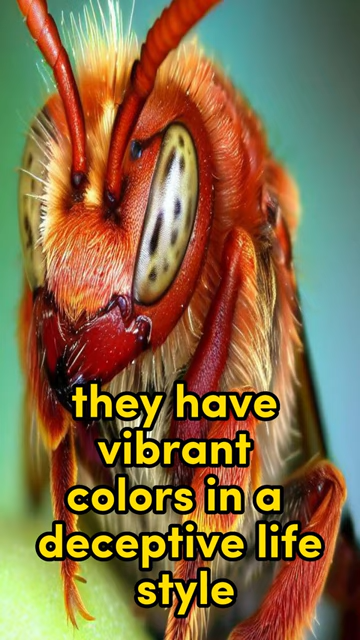 they have
vibrant
colors in a
deceptive life
style